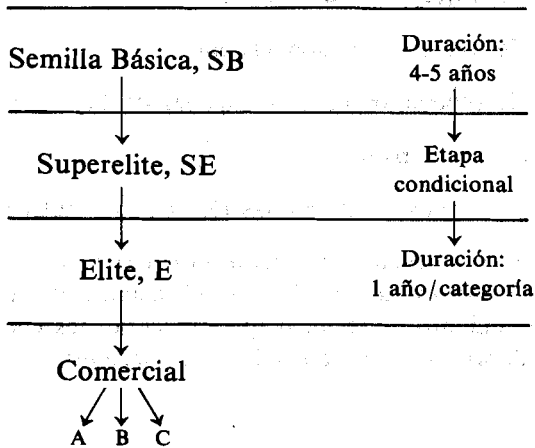 Semilla Básica, SB
Duración:
4-5 años
Superelite, SE
Etapa
condicional
Elite, E
Duración:
1 año/categoría
Comercial
A B C